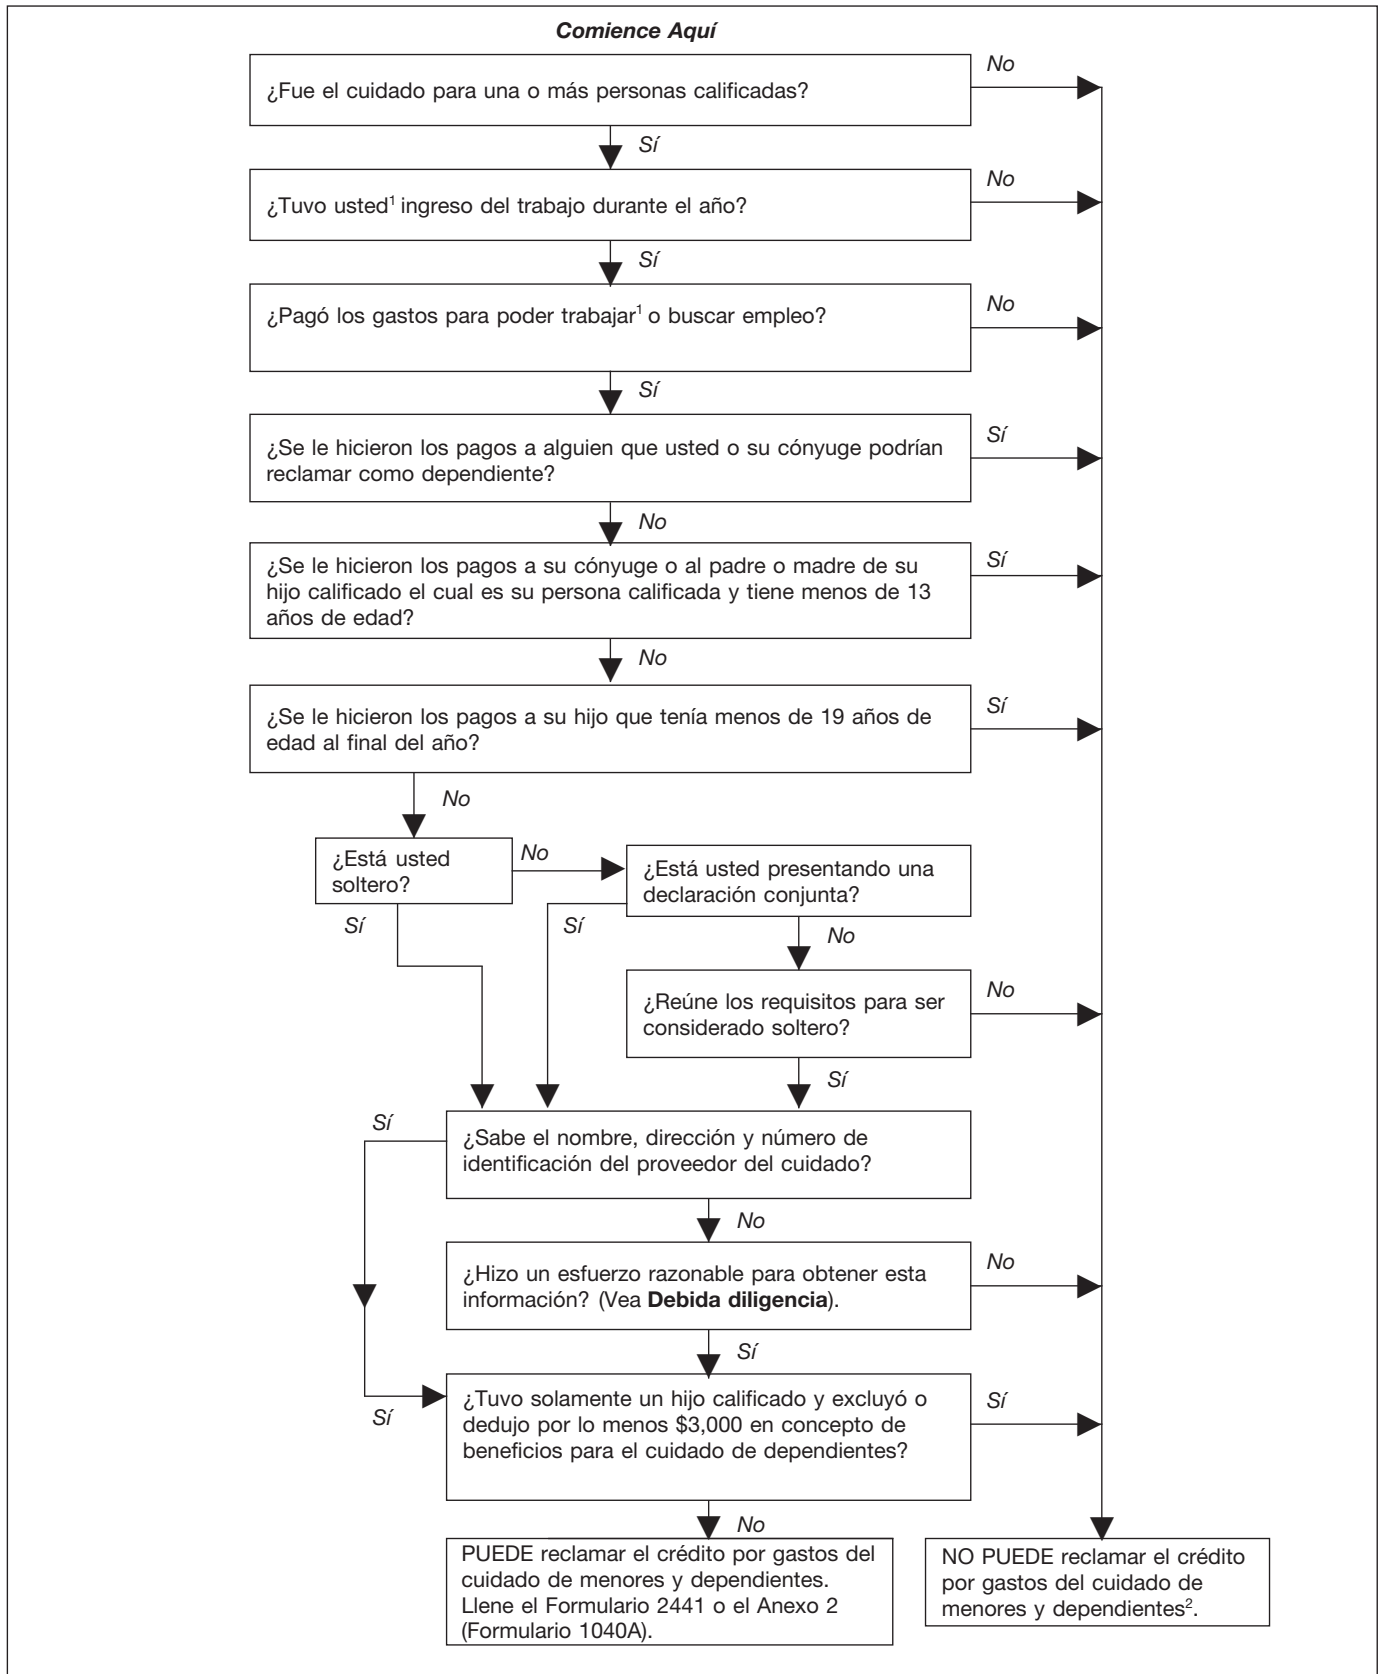 Comience Aquí
¿Fue el cuidado para una o más personas calificadas?
No
Sí
¿Tuvo usted¹ ingreso del trabajo durante el año?
No
Sí
¿Pagó los gastos para poder trabajar¹ o buscar empleo?
No
Sí
¿Se le hicieron los pagos a alguien que usted o su cónyuge podrían
reclamar como dependiente?
Sí
No
¿Se le hicieron los pagos a su cónyuge o al padre o madre de su
hijo calificado el cual es su persona calificada y tiene menos de 13
años de edad?
Sí
No
¿Se le hicieron los pagos a su hijo que tenía menos de 19 años de
edad al final del año?
Sí
No
¿Está usted
soltero?
No
Sí
¿Está usted presentando una
declaración conjunta?
Sí
No
¿Reúne los requisitos para ser
considerado soltero?
No
Sí
¿Sabe el nombre, dirección y número de
identificación del proveedor del cuidado?
Sí
No
¿Hizo un esfuerzo razonable para obtener esta
información? (Vea Debida diligencia).
No
Sí
Sí
¿Tuvo solamente un hijo calificado y excluyó o
dedujo por lo menos $3,000 en concepto de
beneficios para el cuidado de dependientes?
Sí
No
PUEDE reclamar el crédito por gastos del
cuidado de menores y dependientes.
Llene el Formulario 2441 o el Anexo 2
(Formulario 1040A).
NO PUEDE reclamar el crédito
por gastos del cuidado de
menores y dependientes².